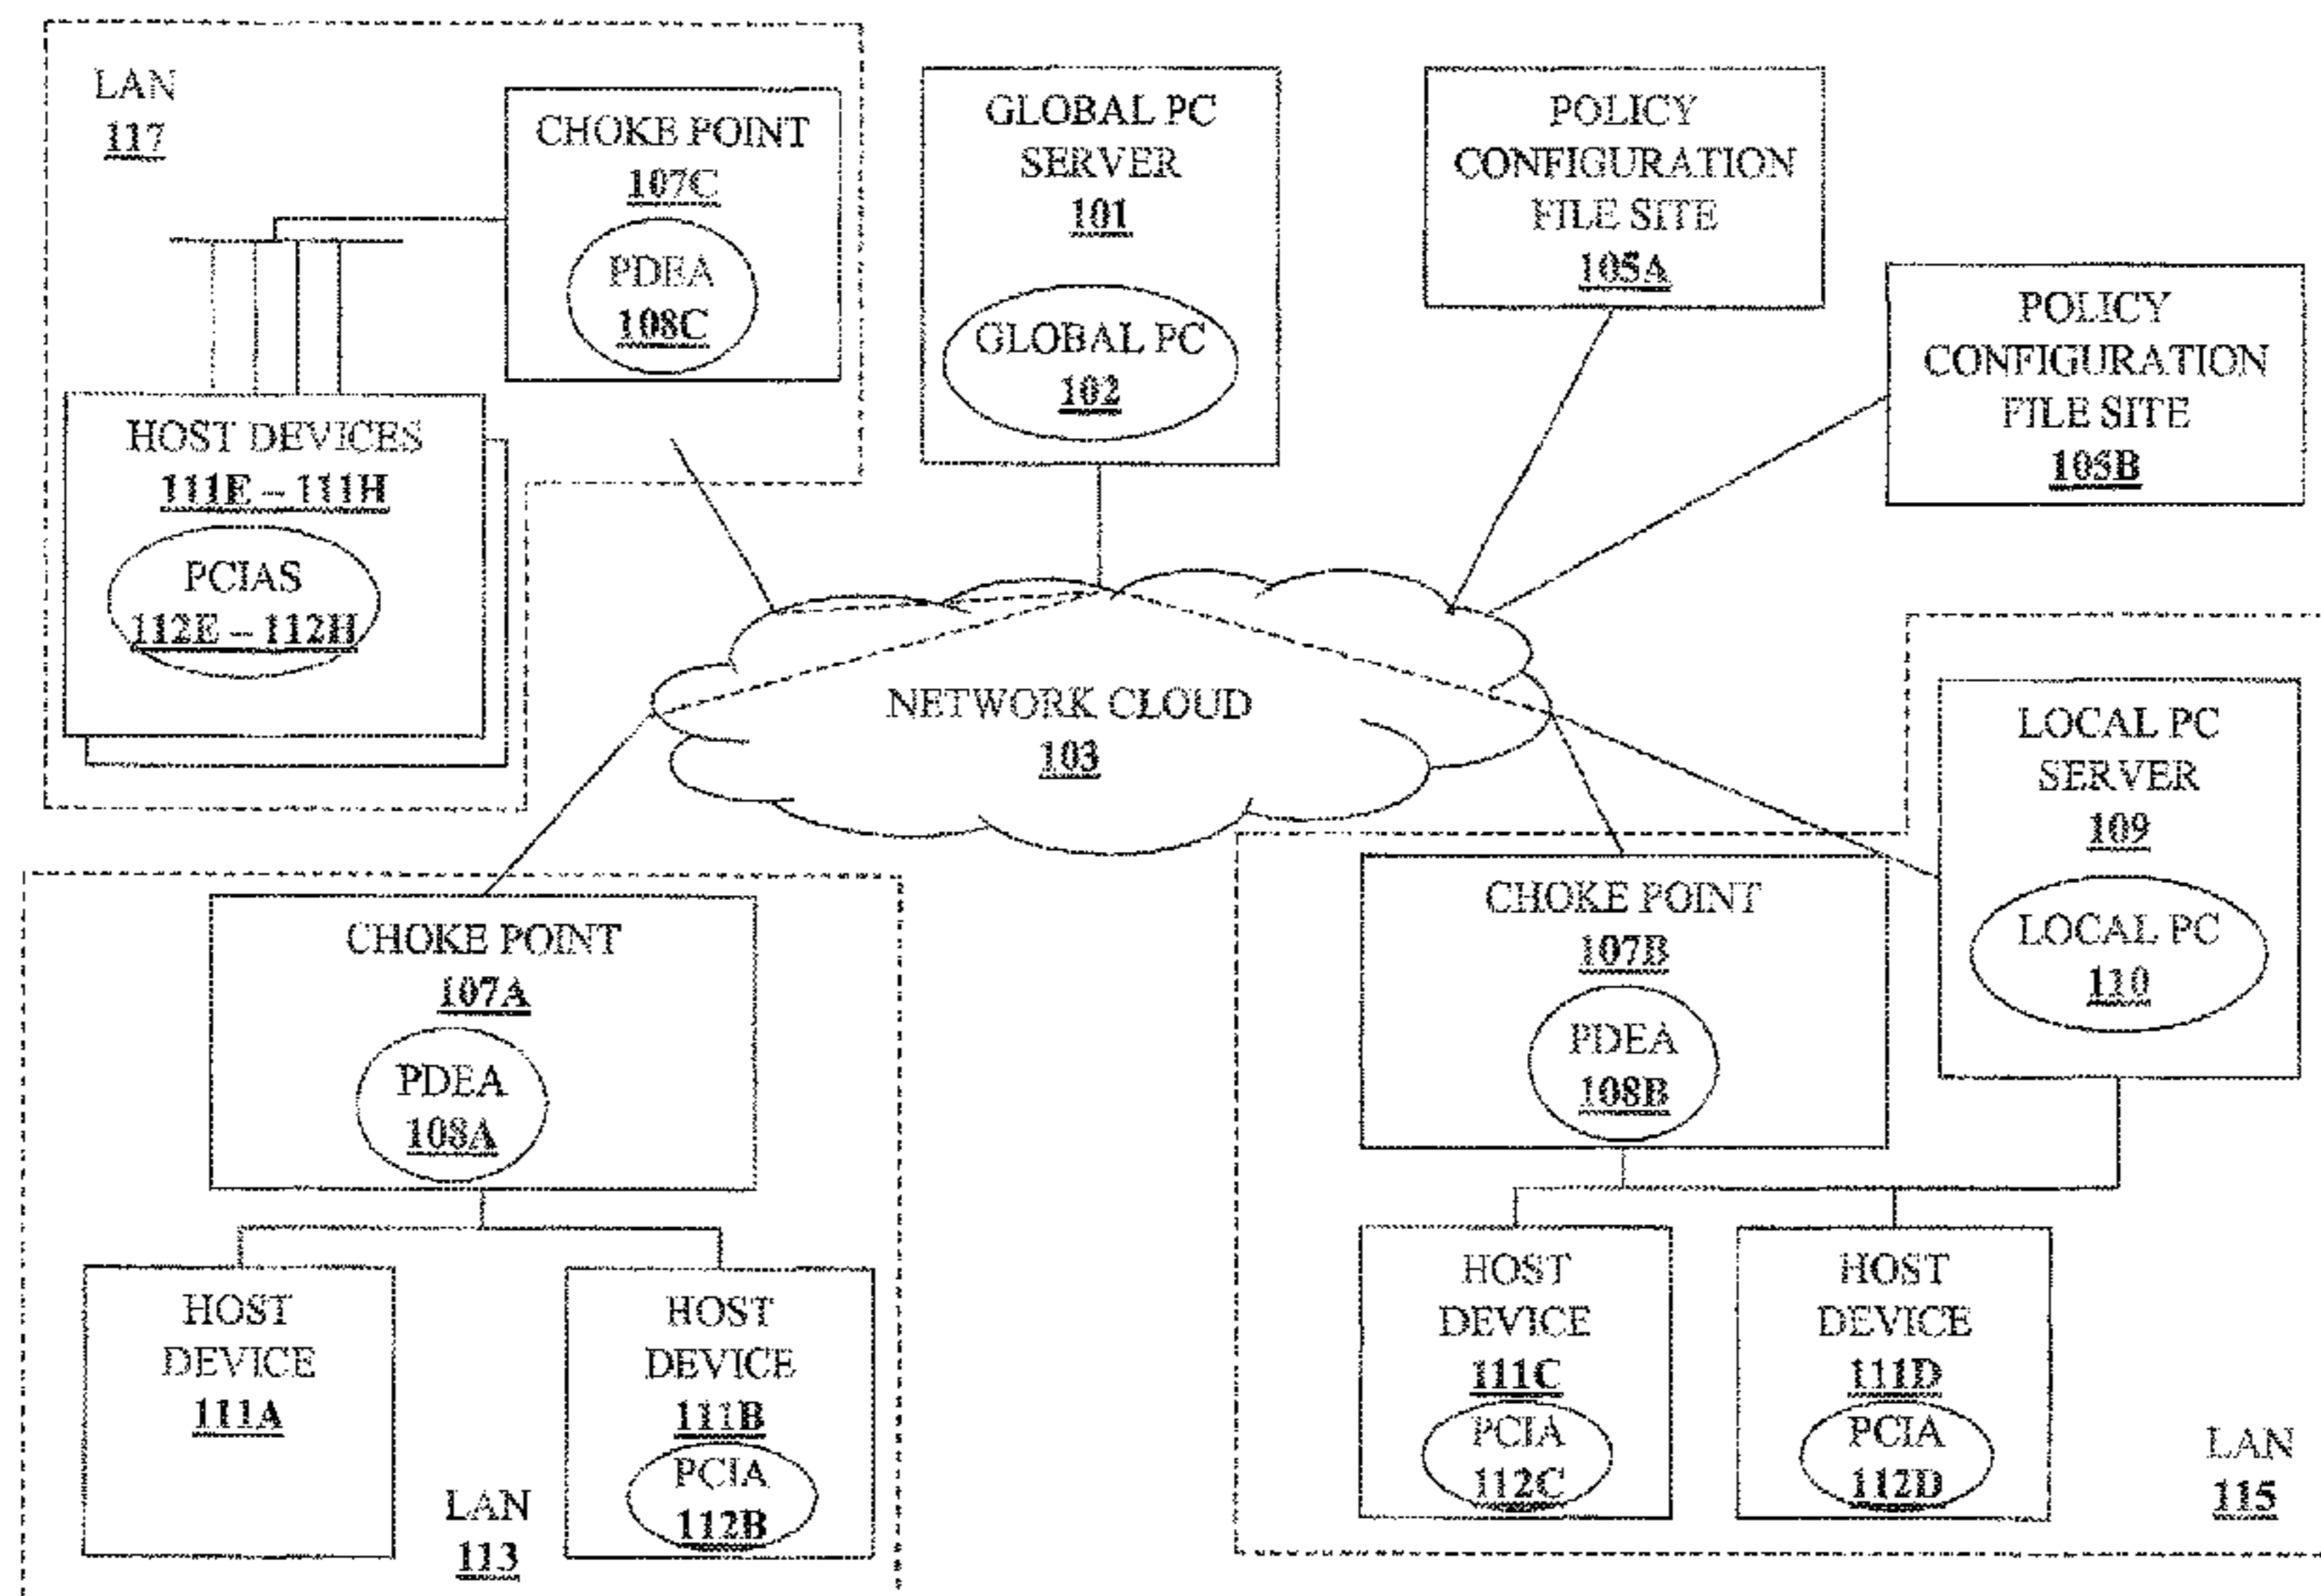 LAN
117
CHOKE POINT
107C
PDEA
108C
HOST DEVICES
111E – 111H
PCIAS
112E – 112H
GLOBAL PC
SERVER
101
GLOBAL PC
102
POLICY
CONFIGURATION
FILE SITE
105A
POLICY
CONFIGURATION
FILE SITE
105B
NETWORK CLOUD
103
LOCAL PC
SERVER
109
LOCAL PC
110
CHOKE POINT
107A
PDEA
108A
HOST
DEVICE
111A
HOST
DEVICE
111B
PCIA
112B
LAN
113
CHOKE POINT
107B
PDEA
108B
HOST
DEVICE
111C
PCIA
112C
HOST
DEVICE
111D
PCIA
112D
LAN
115